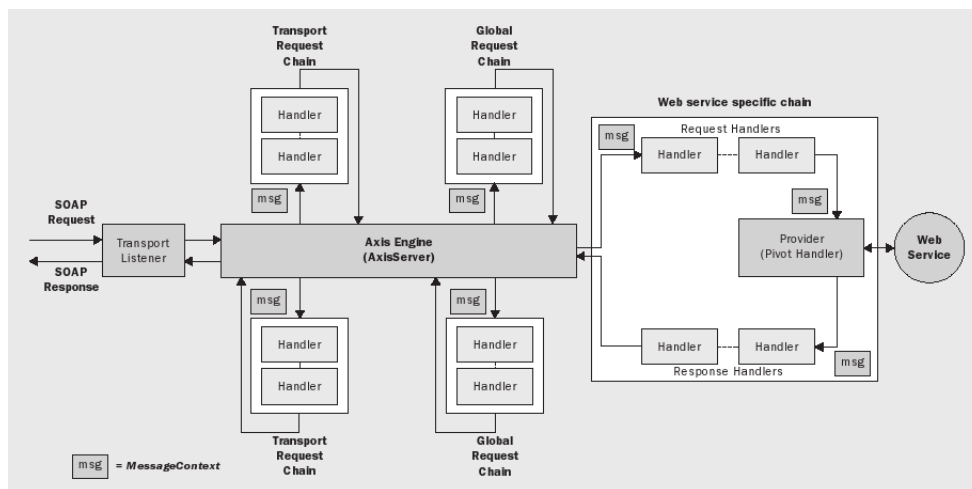 Transport
Request
Chain
Handler
Handler
msg
Global
Request
Chain
Handler
Handler
msg
Web service specific chain
Request Handlers
msg
Handler
Handler
msg
SOAP
Request
SOAP
Response
Transport
Listener
Axis Engine
(AxisServer)
Provider
(Pivot Handler)
Web
Service
msg
Handler
Handler
Transport
Request
Chain
msg
Handler
Handler
Global
Request
Chain
Handler
Handler
msg
Response Handlers
msg = MessageContext